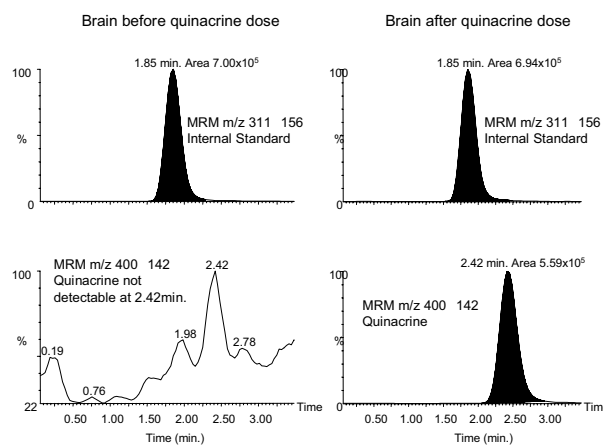 Brain before quinacrine dose
Brain after quinacrine dose
1.85 min. Area 7.00x10⁵
100
%
0
MRM m/z 311 156
Internal Standard
1.85 min. Area 6.94x10⁵
100
%
0
MRM m/z 311 156
Internal Standard
MRM m/z 400 142
Quinacrine not
detectable at 2.42min.
100
%
22
0.19
0.76
1.98
2.42
2.78
Time
0.50 1.00 1.50 2.00 2.50 3.00
Time (min.)
2.42 min. Area 5.59x10⁵
100
%
0
MRM m/z 400 142
Quinacrine
Time
0.50 1.00 1.50 2.00 2.50 3.00
Time (min.)